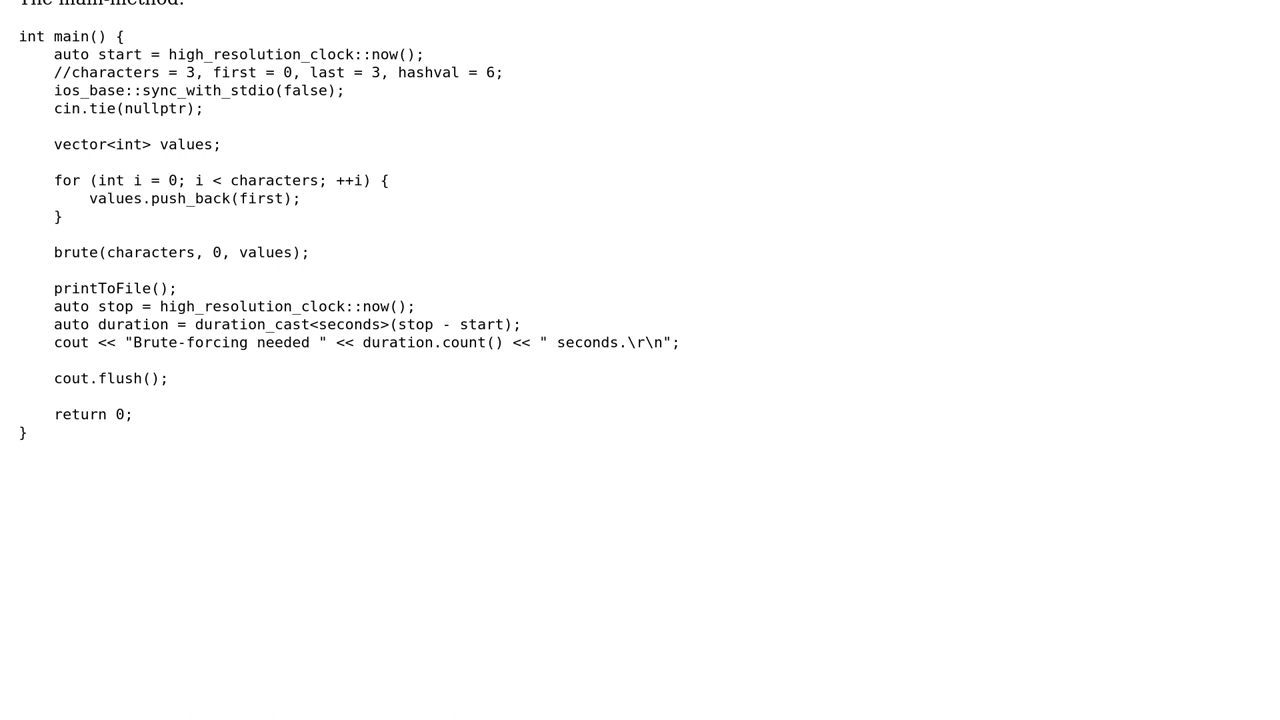 The main-method:
int main() {
    auto start = high_resolution_clock::now();
    //characters = 3, first = 0, last = 3, hashval = 6;
    ios_base::sync_with_stdio(false);
    cin.tie(nullptr);

    vector<int> values;

    for (int i = 0; i < characters; ++i) {
        values.push_back(first);
    }

    brute(characters, 0, values);

    printToFile();
    auto stop = high_resolution_clock::now();
    auto duration = duration_cast<seconds>(stop - start);
    cout << "Brute-forcing needed " << duration.count() << " seconds.\r\n";

    cout.flush();

    return 0;
}